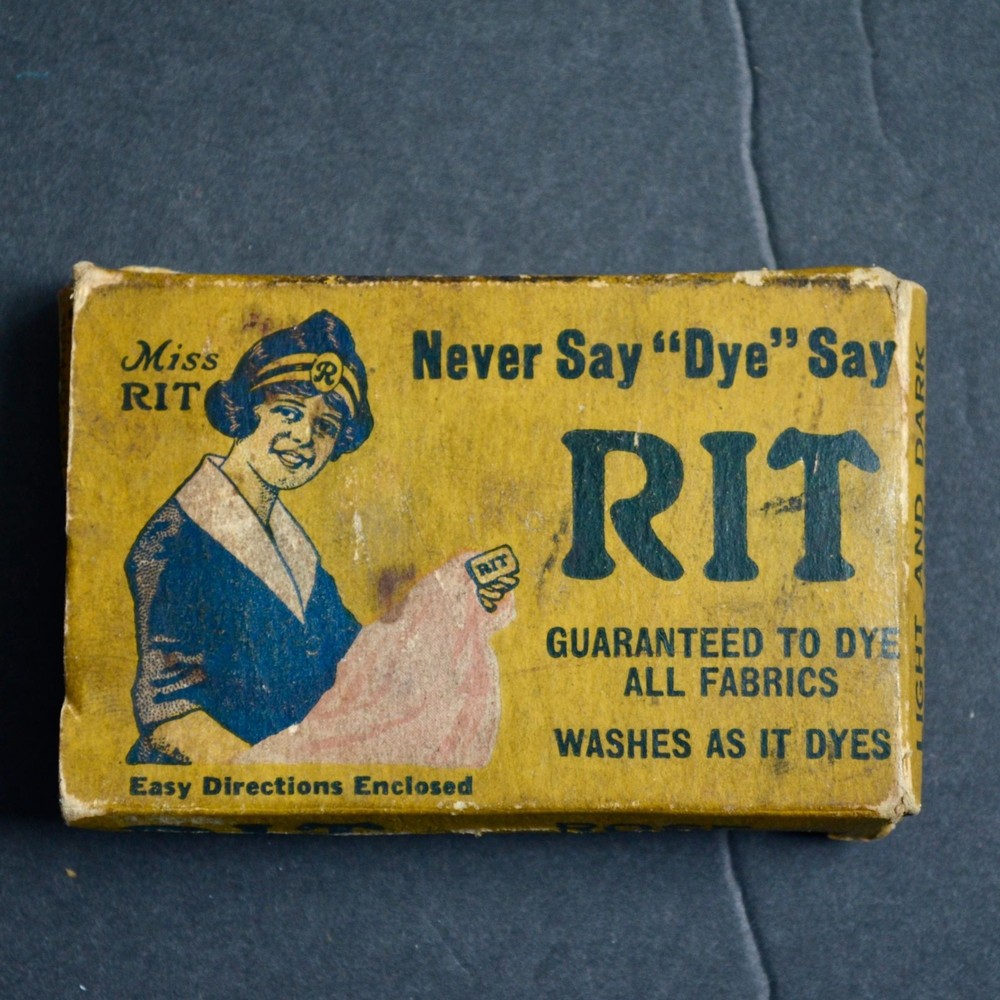 Miss
RIT
R
Never Say “Dye” Say
RIT
RIT
GUARANTEED TO DYE
ALL FABRICS
WASHES AS IT DYES
Easy Directions Enclosed
LIGHT AND DARK